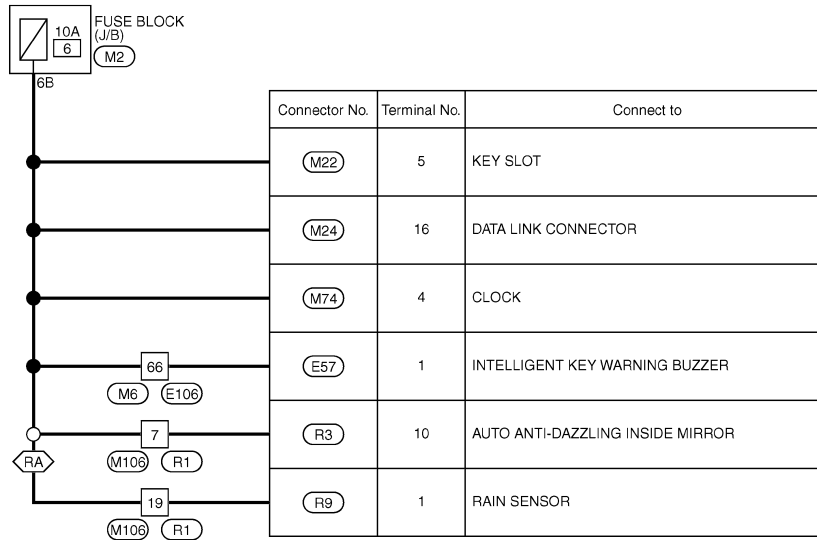 FUSE BLOCK
(J/B)
10A
6
M2
6B
Connector No. Terminal No. Connect to
M22 5 KEY SLOT
M24 16 DATA LINK CONNECTOR
M74 4 CLOCK
66 E57 1 INTELLIGENT KEY WARNING BUZZER
M6 E106
7 R3 10 AUTO ANTI-DAZZLING INSIDE MIRROR
RA M106 R1
19 R9 1 RAIN SENSOR
M106 R1